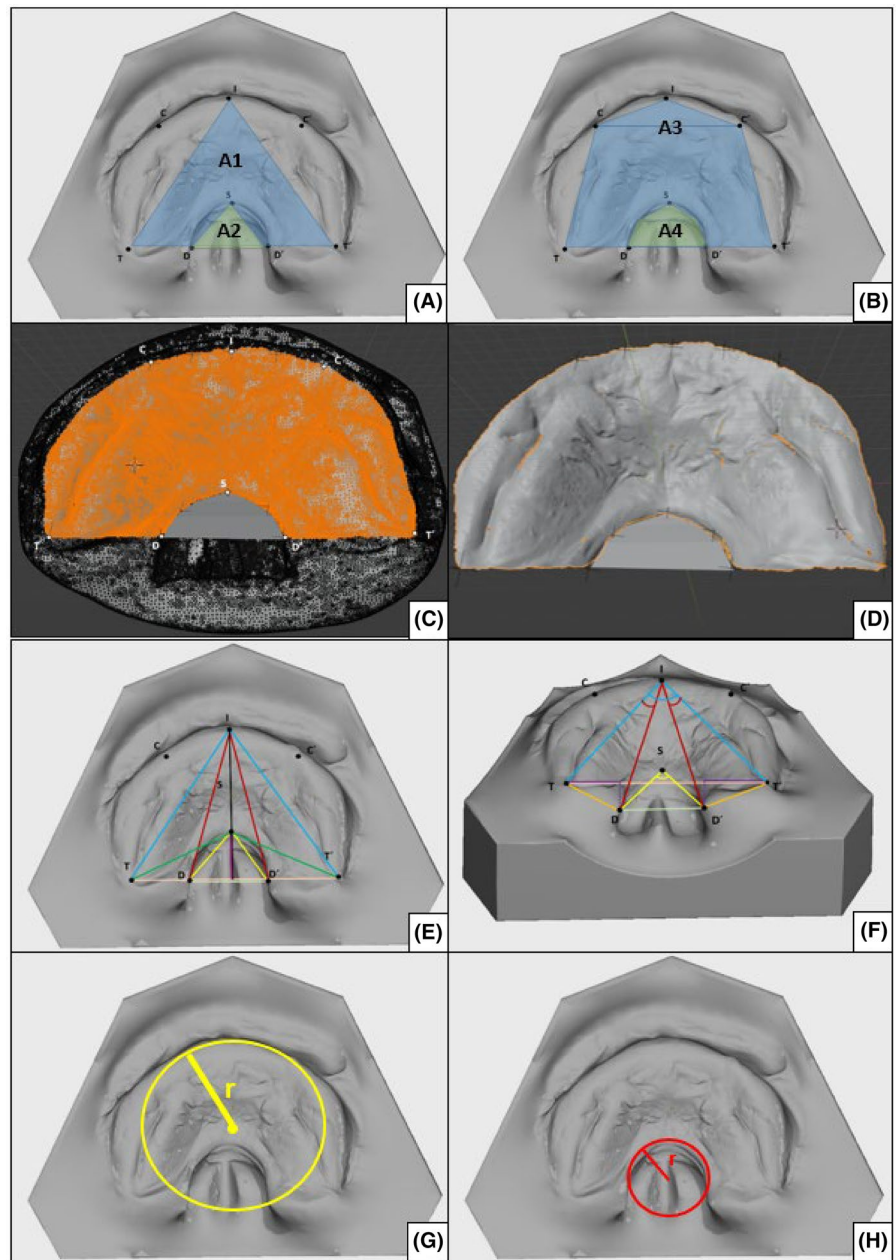 I
C C´
A1
S
A2
T D D´ T´
(A)
I
C C´
A3
S
A4
T D D´ T´
(B)
I
C C´
S
T D D´ T´
(C)
(D)
I
C C´
S
T D D´ T´
(E)
I
C C´
S
T T´
D D´
(F)
r
(G)
r
(H)